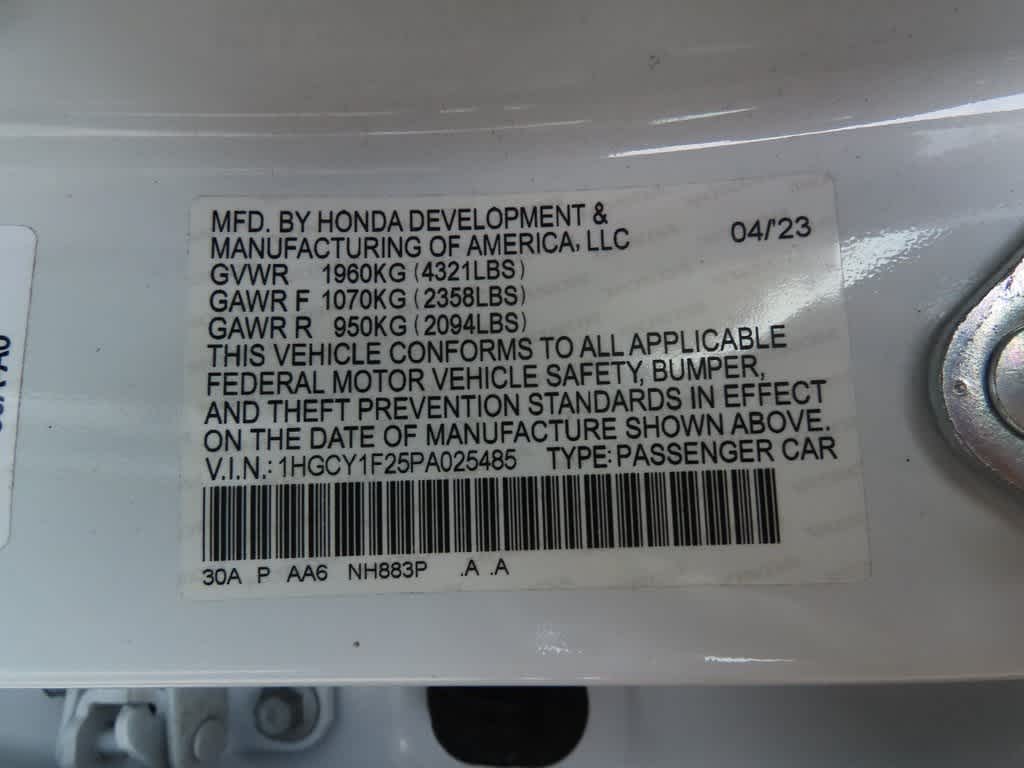 MFD. BY HONDA DEVELOPMENT &
MANUFACTURING OF AMERICA, LLC 04/'23
GVWR 1960KG (4321LBS)
GAWR F 1070KG (2358LBS)
GAWR R 950KG (2094LBS)
THIS VEHICLE CONFORMS TO ALL APPLICABLE
FEDERAL MOTOR VEHICLE SAFETY, BUMPER,
AND THEFT PREVENTION STANDARDS IN EFFECT
ON THE DATE OF MANUFACTURE SHOWN ABOVE.
V.I.N.: 1HGCY1F25PA025485 TYPE: PASSENGER CAR
30A P AA6 NH883P .A .A